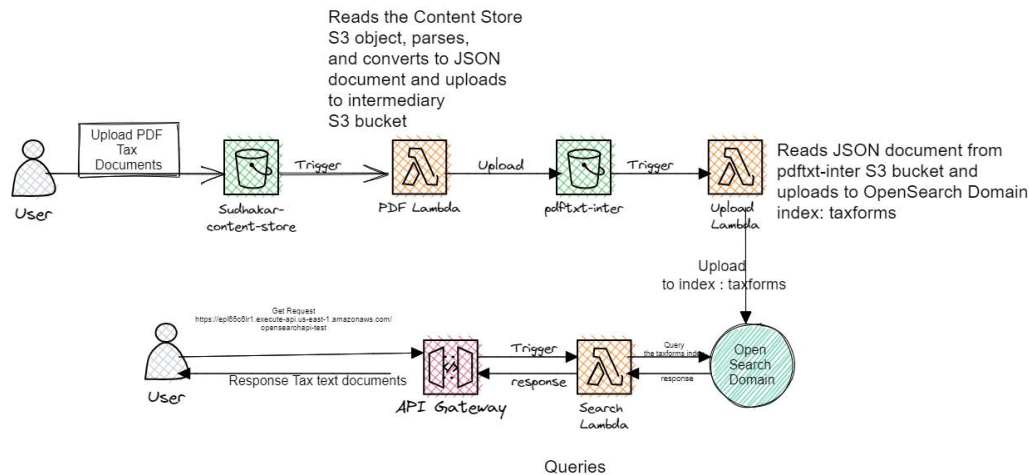 Reads the Content Store
S3 object, parses,
and converts to JSON
document and uploads
to intermediary
S3 bucket
Upload PDF
Tax
Documents
User
Trigger
Sudhakar-
content-store
PDF Lambda
Upload
pdftxt-inter
Trigger
Upload
Lambda
Reads JSON document from
pdftxt-inter S3 bucket and
uploads to OpenSearch Domain
index: taxforms
Upload
to index : taxforms
Get Request
opensearchapi-test
User
Response Tax text documents
API Gateway
Trigger
response
Search
Lambda
Query
the taxforms index
response
Open
Search
Domain
Queries